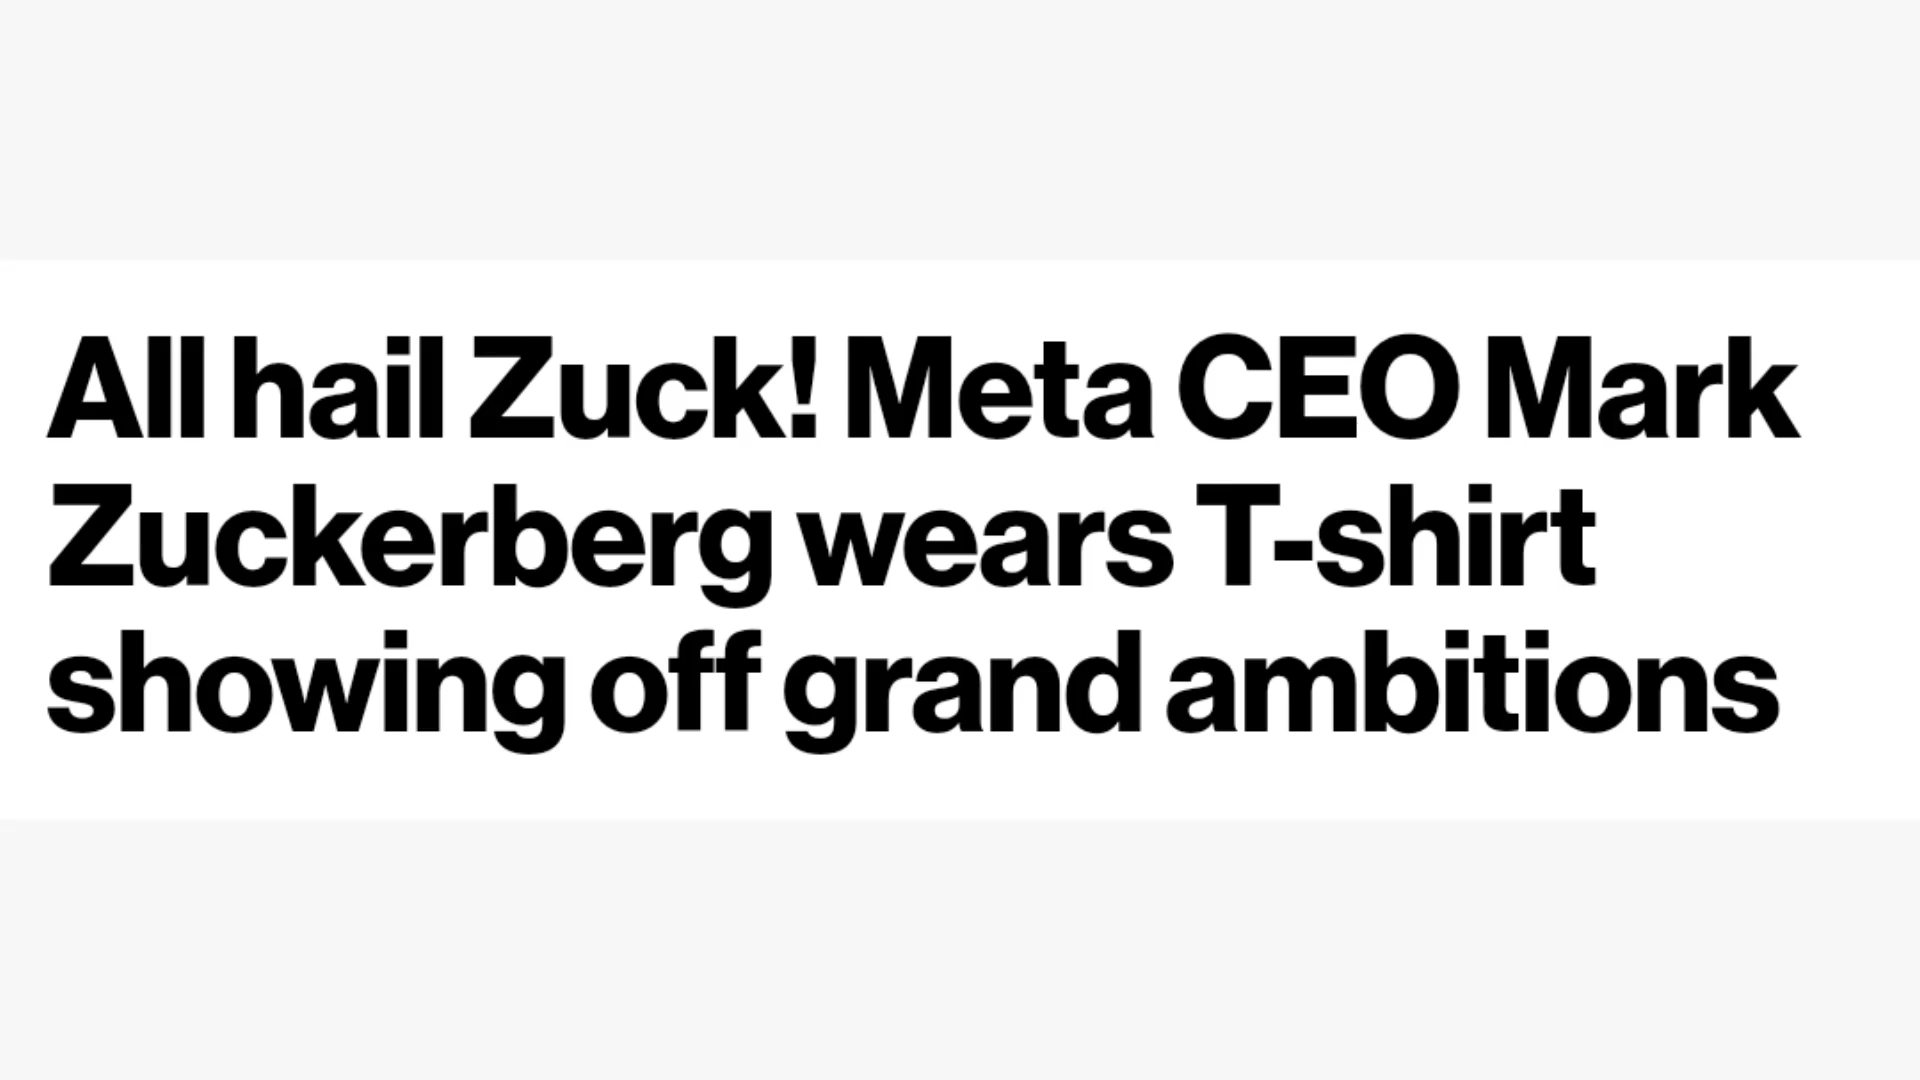 All hail Zuck! Meta CEO Mark
Zuckerberg wears T-shirt
showing off grand ambitions